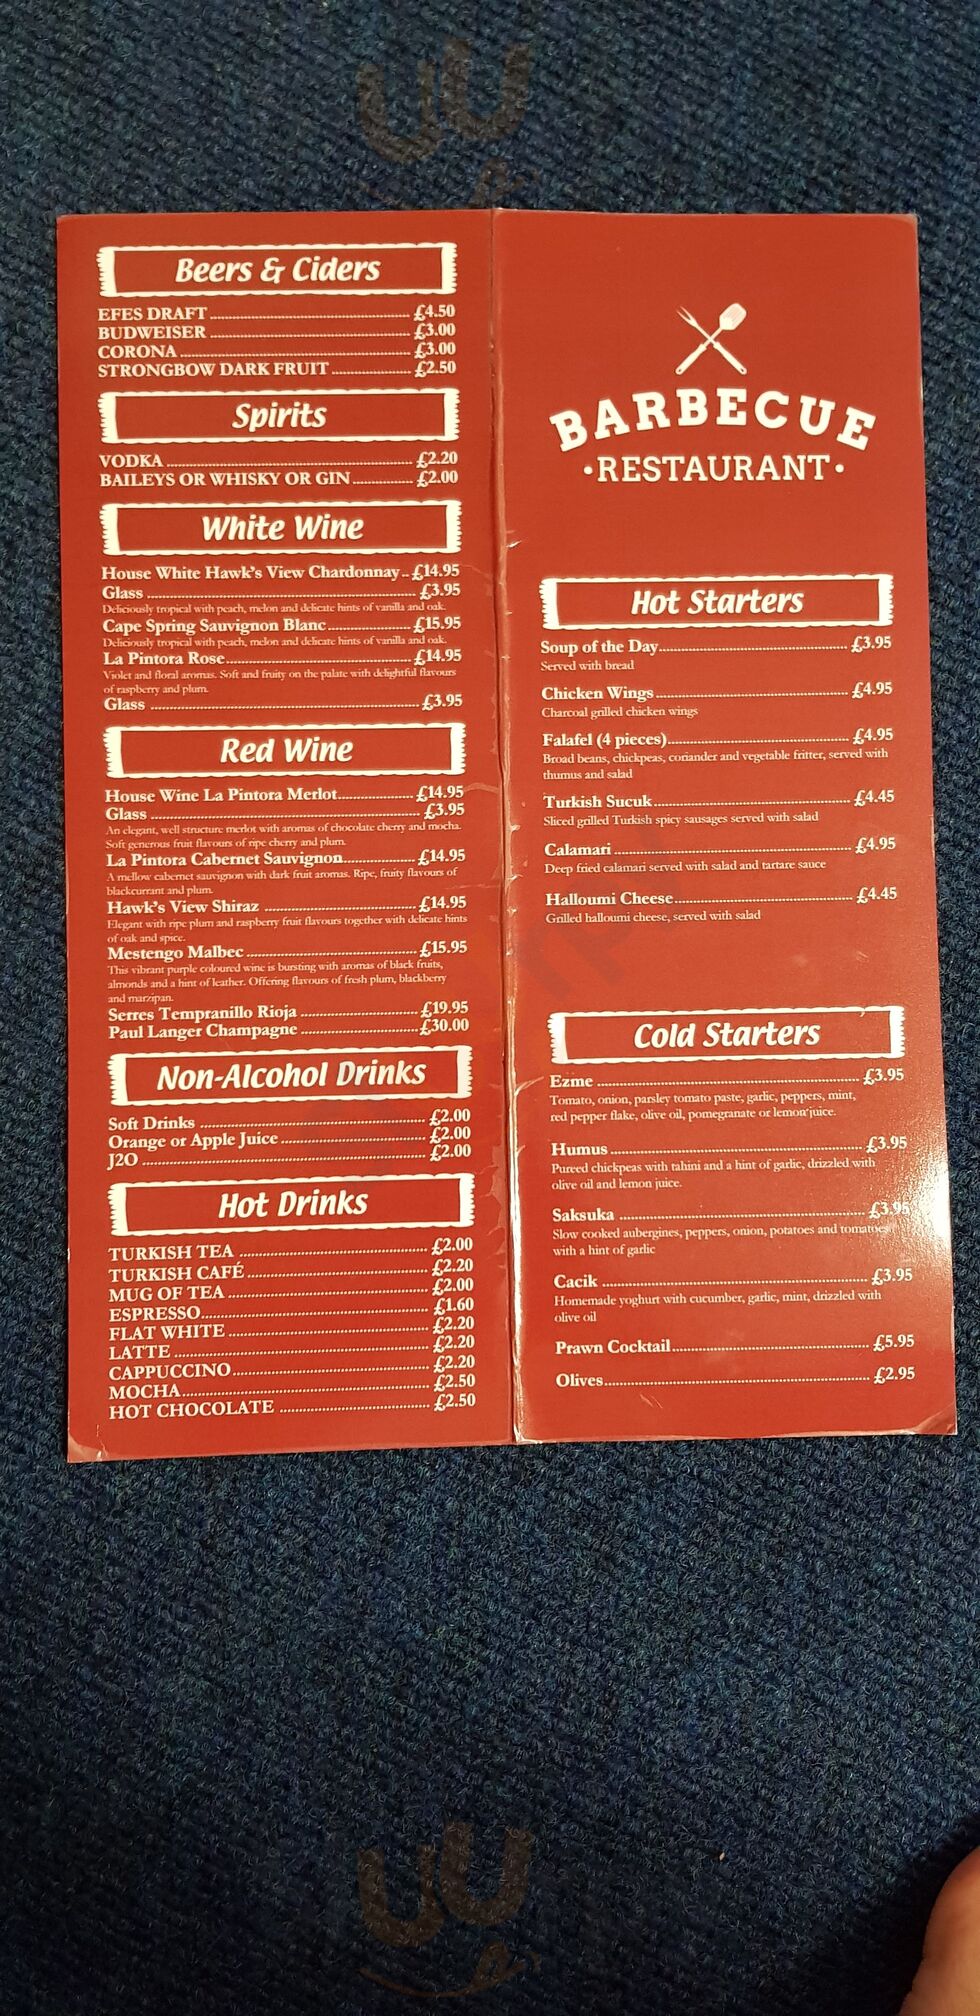 Beers & Ciders
EFES DRAFT £4.50
BUDWEISER £3.00
CORONA £3.00
STRONGBOW DARK FRUIT £2.50
Spirits
VODKA £2.20
BAILEYS OR WHISKY OR GIN £2.00
White Wine
House White Hawk's View Chardonnay £14.95
Glass £3.95
Deliciously tropical with peach, melon and delicate hints of vanilla and oak.
Cape Spring Sauvignon Blanc £15.95
Deliciously tropical with peach, melon and delicate hints of vanilla and oak.
La Pintora Rose £14.95
Violet and floral aromas. Soft and fruity on the palate with delightful flavours
of raspberry and plum.
Glass £3.95
Red Wine
House Wine La Pintora Merlot £14.95
Glass £3.95
An elegant, well structure merlot with aromas of chocolate cherry and mocha.
Soft generous fruit flavours of ripe cherry and plum.
La Pintora Cabernet Sauvignon £14.95
A mellow cabernet sauvignon with dark fruit aromas. Ripe, fruity flavours of
blackcurrant and plum.
Hawk's View Shiraz £14.95
Elegant with ripe plum and raspberry fruit flavours together with delicate hints
of oak and spice.
Mestengo Malbec £15.95
This vibrant purple coloured wine is bursting with aromas of black fruits,
almonds and a hint of leather. Offering flavours of fresh plum, blackberry
and marzipan.
Serres Tempranillo Rioja £19.95
Paul Langer Champagne £30.00
Non-Alcohol Drinks
Soft Drinks £2.00
Orange or Apple Juice £2.00
J2O £2.00
Hot Drinks
TURKISH TEA £2.00
TURKISH CAFÉ £2.20
MUG OF TEA £2.00
ESPRESSO £1.60
FLAT WHITE £2.20
LATTE £2.20
CAPPUCCINO £2.20
MOCHA £2.50
HOT CHOCOLATE £2.50
BARBECUE
·RESTAURANT·
Hot Starters
Soup of the Day £3.95
Served with bread
Chicken Wings £4.95
Charcoal grilled chicken wings
Falafel (4 pieces) £4.95
Broad beans, chickpeas, coriander and vegetable fritter, served with
thumus and salad
Turkish Sucuk £4.45
Sliced grilled Turkish spicy sausages served with salad
Calamari £4.95
Deep fried calamari served with salad and tartare sauce
Halloumi Cheese £4.45
Grilled halloumi cheese, served with salad
Cold Starters
Ezme £3.95
Tomato, onion, parsley tomato paste, garlic, peppers, mint,
red pepper flake, olive oil, pomegranate or lemon juice.
Humus £3.95
Pureed chickpeas with tahini and a hint of garlic, drizzled with
olive oil and lemon juice.
Saksuka £3.95
Slow cooked aubergines, peppers, onion, potatoes and tomatoes
with a hint of garlic
Cacik £3.95
Homemade yoghurt with cucumber, garlic, mint, drizzled with
olive oil
Prawn Cocktail £5.95
Olives £2.95